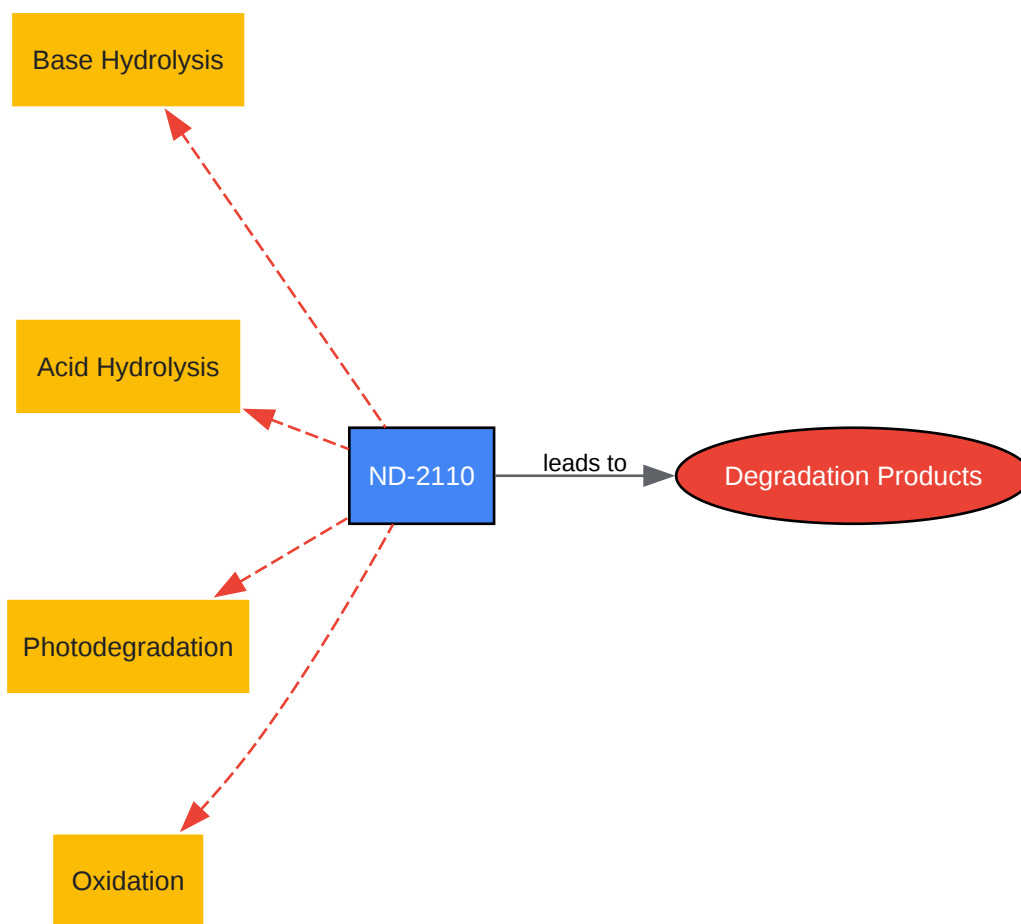 Base Hydrolysis
Acid Hydrolysis
ND-2110
leads to
Degradation Products
Photodegradation
Oxidation